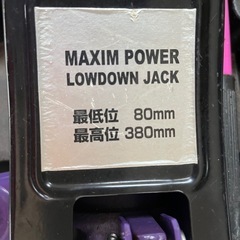 MAXIM POWER
LOWDOWN JACK
最低位 80mm
最高位 380mm